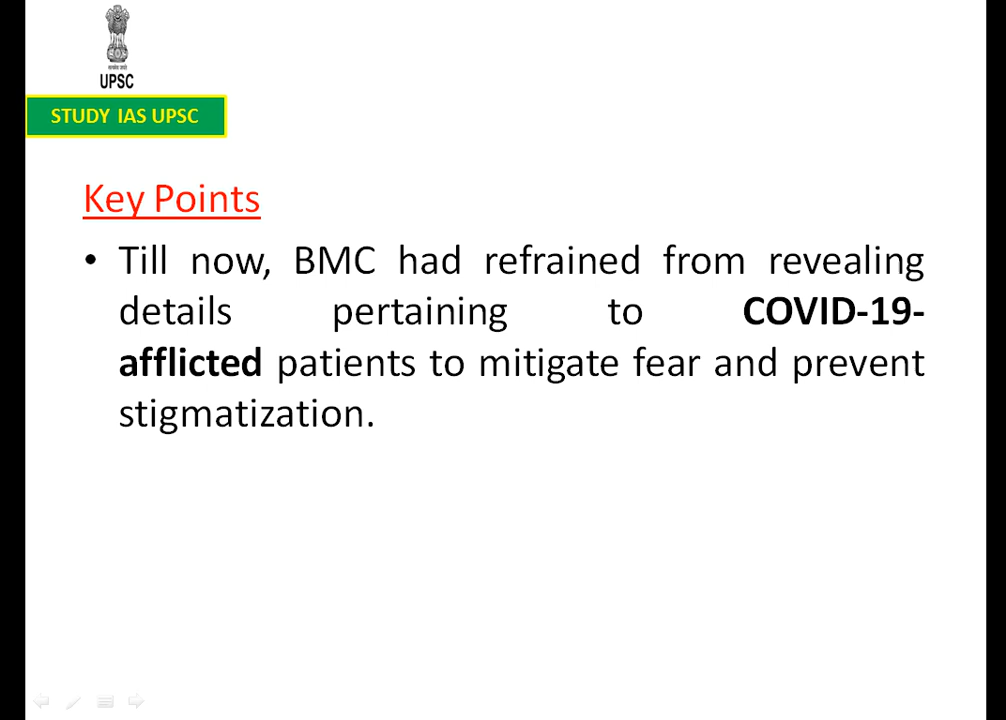 UPSC
STUDY IAS UPSC
Key Points
• Till now, BMC had refrained from revealing
details pertaining to COVID-19-
afflicted patients to mitigate fear and prevent
stigmatization.